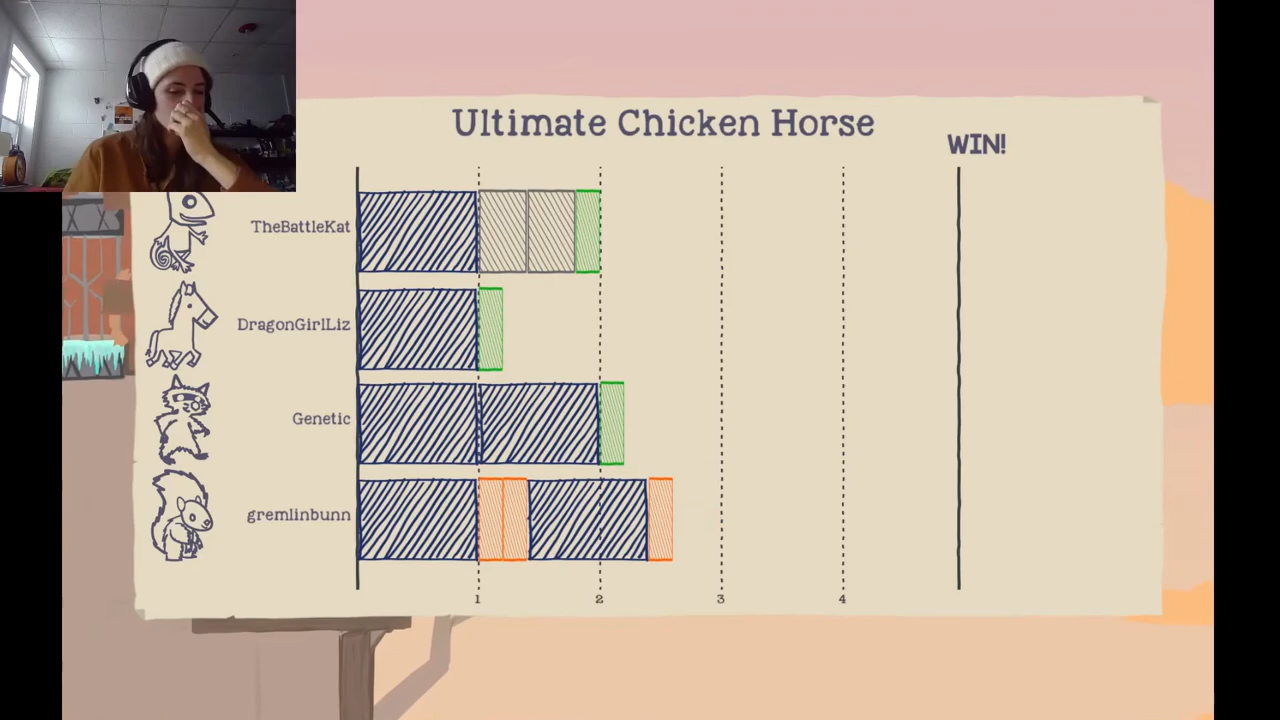 Ultimate Chicken Horse
WIN!
TheBattleKat
DragonGirlLiz
Genetic
gremlinbunn
1 2 3 4